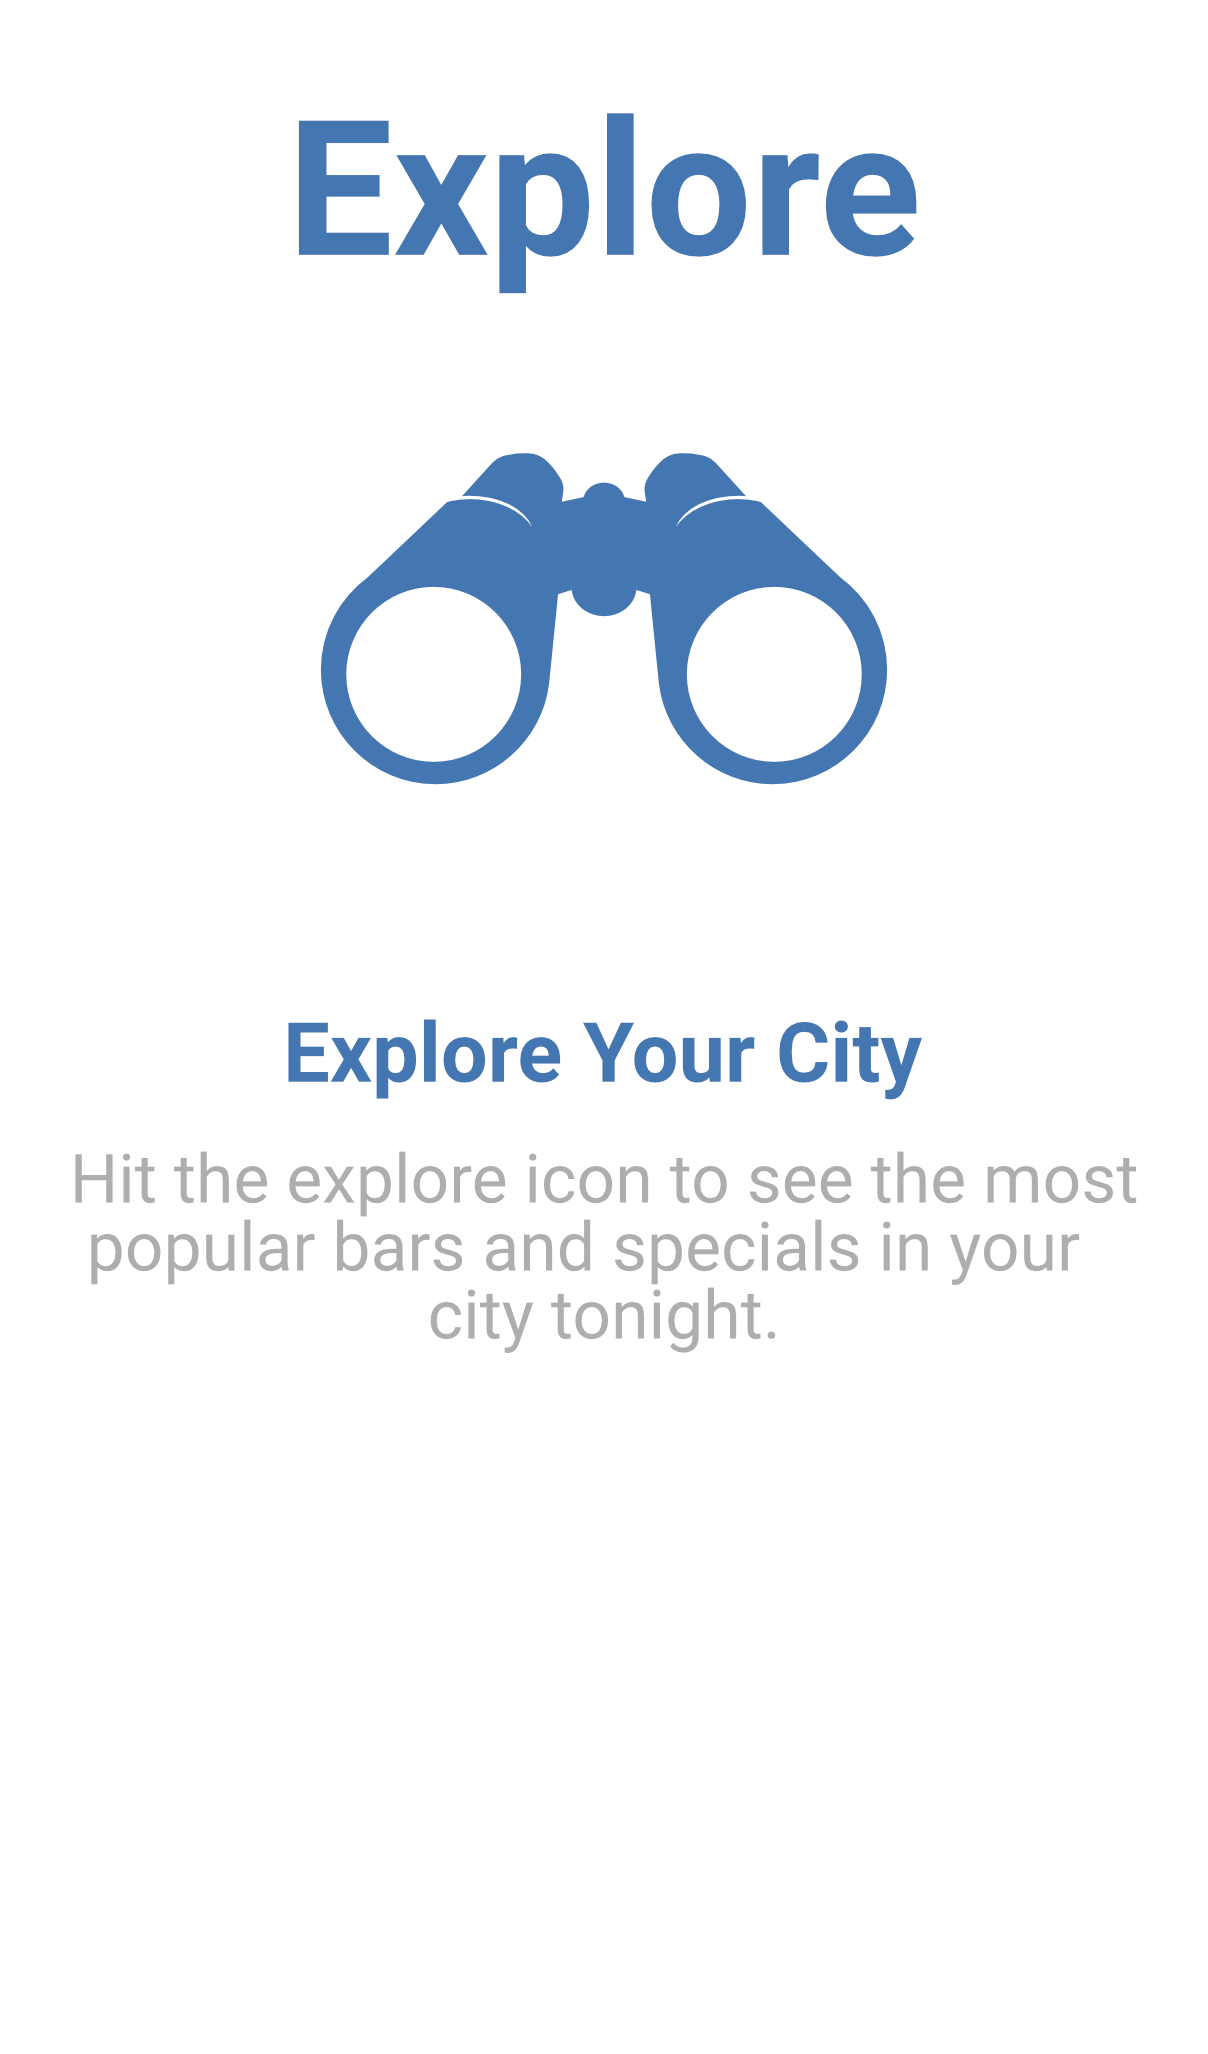 Explore
Explore Your City
Hit the explore icon to see the most
popular bars and specials in your
city tonight.